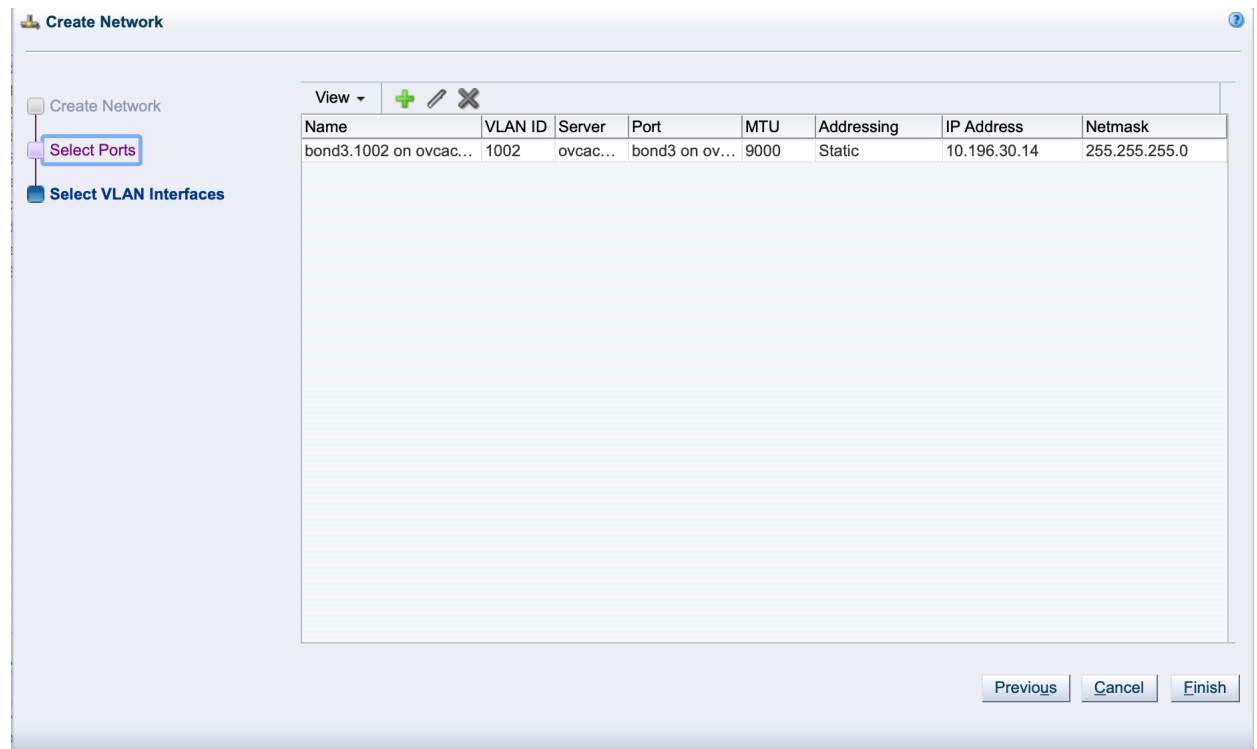 Create Network
?
Create Network
Select Ports
Select VLAN Interfaces
View
Name VLAN ID Server Port MTU Addressing IP Address Netmask
bond3.1002 on ovcac... 1002 ovcac... bond3 on ov... 9000 Static 10.196.30.14 255.255.255.0
Previous Cancel Finish